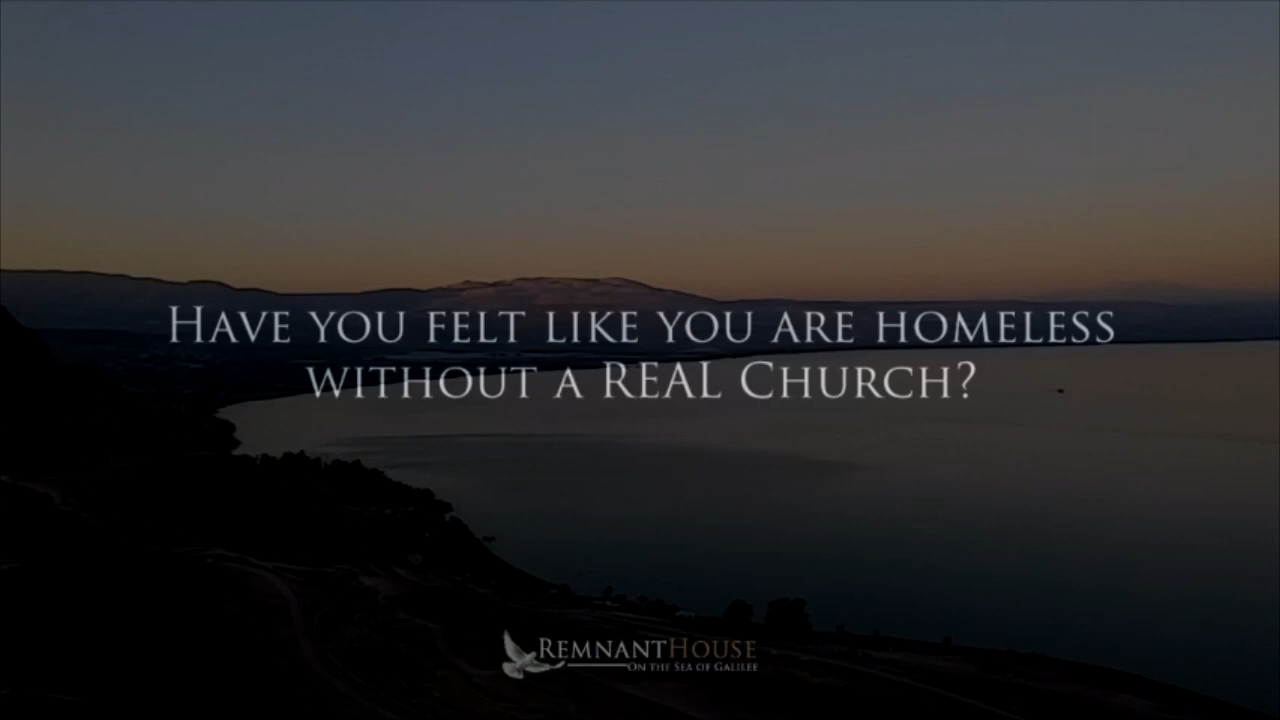 Have you felt like you are homeless
without a REAL Church?
RemnantHouse
On the Sea of Galilee